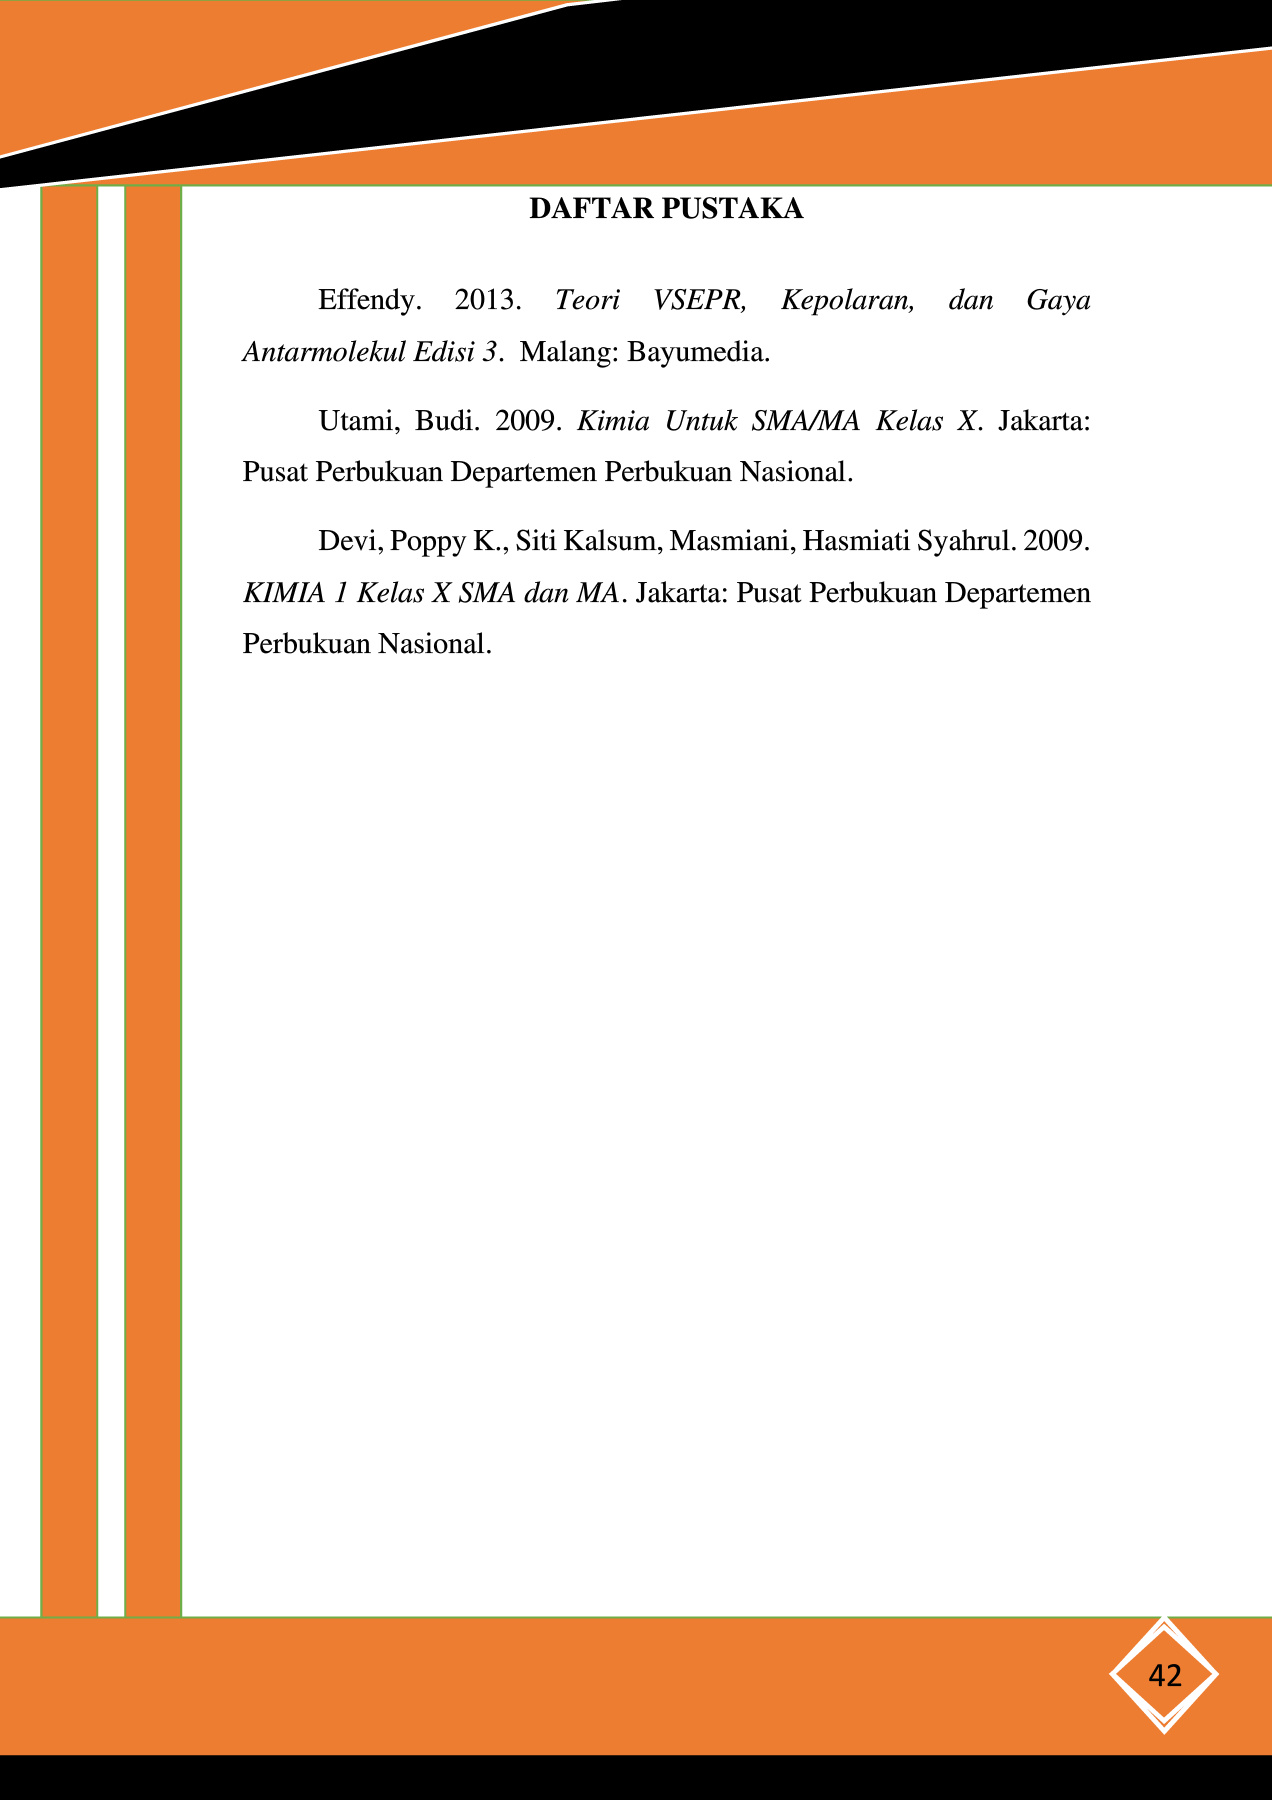 DAFTAR PUSTAKA
Effendy. 2013. Teori VSEPR, Kepolaran, dan Gaya
Antarmolekul Edisi 3. Malang: Bayumedia.
Utami, Budi. 2009. Kimia Untuk SMA/MA Kelas X. Jakarta:
Pusat Perbukuan Departemen Perbukuan Nasional.
Devi, Poppy K., Siti Kalsum, Masmiani, Hasmiati Syahrul. 2009.
KIMIA 1 Kelas X SMA dan MA. Jakarta: Pusat Perbukuan Departemen
Perbukuan Nasional.
42